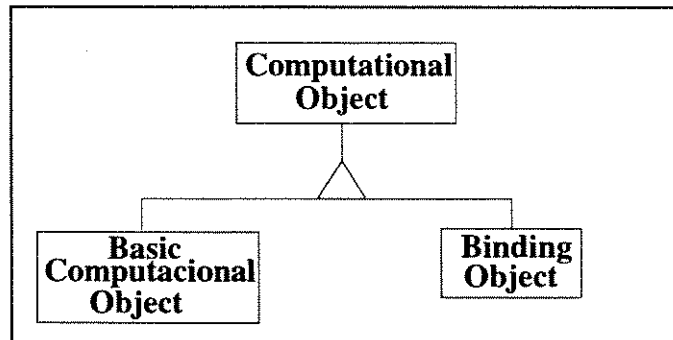 Computational
Object
Basic
Computacional
Object
Binding
Object